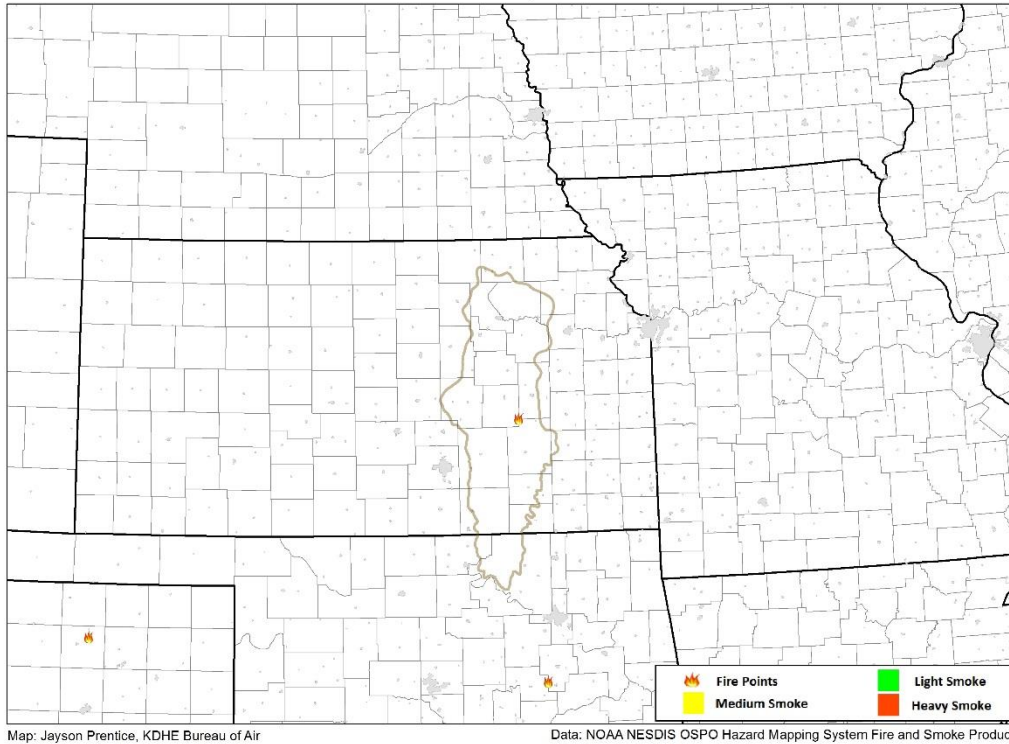 Fire Points
Light Smoke
Medium Smoke
Heavy Smoke
Map: Jayson Prentice, KDHE Bureau of Air
Data: NOAA NESDIS OSPO Hazard Mapping System Fire and Smoke Produc